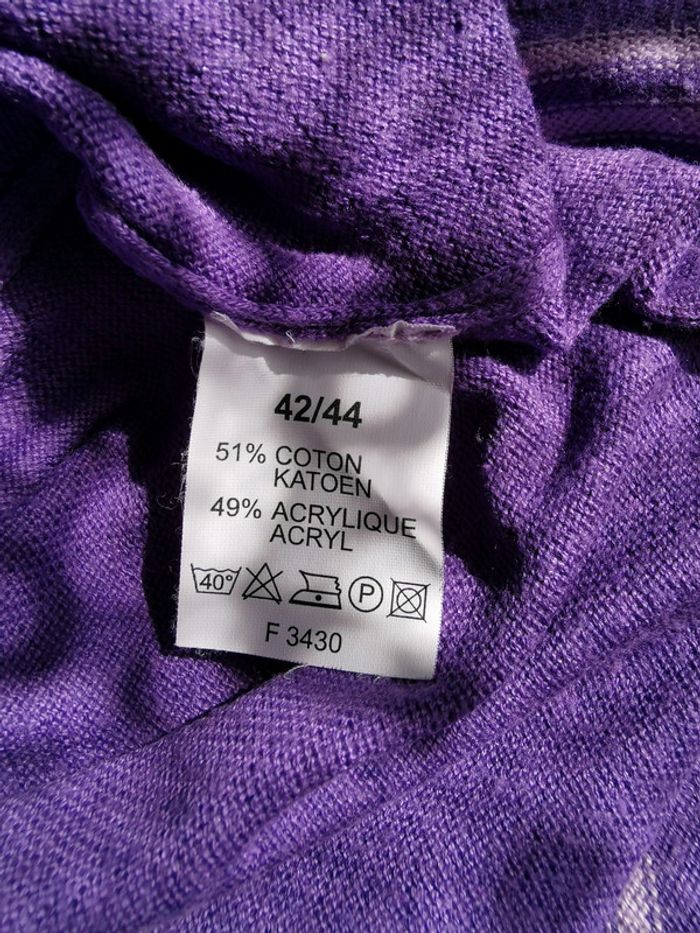 42/44
51% COTON
KATOEN
49% ACRYLIQUE
ACRYL
40° P
F 3430